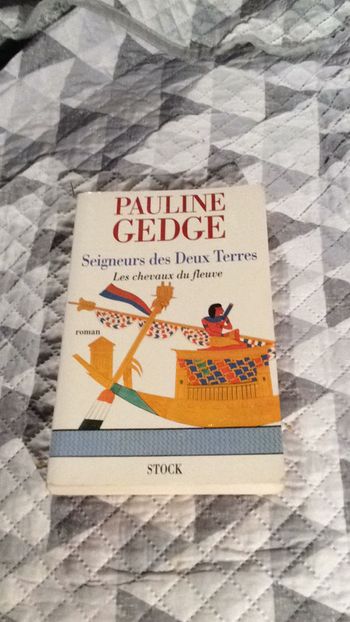 PAULINE
GEDGE
Seigneurs des Deux Terres
Les chevaux du fleuve
roman
STOCK